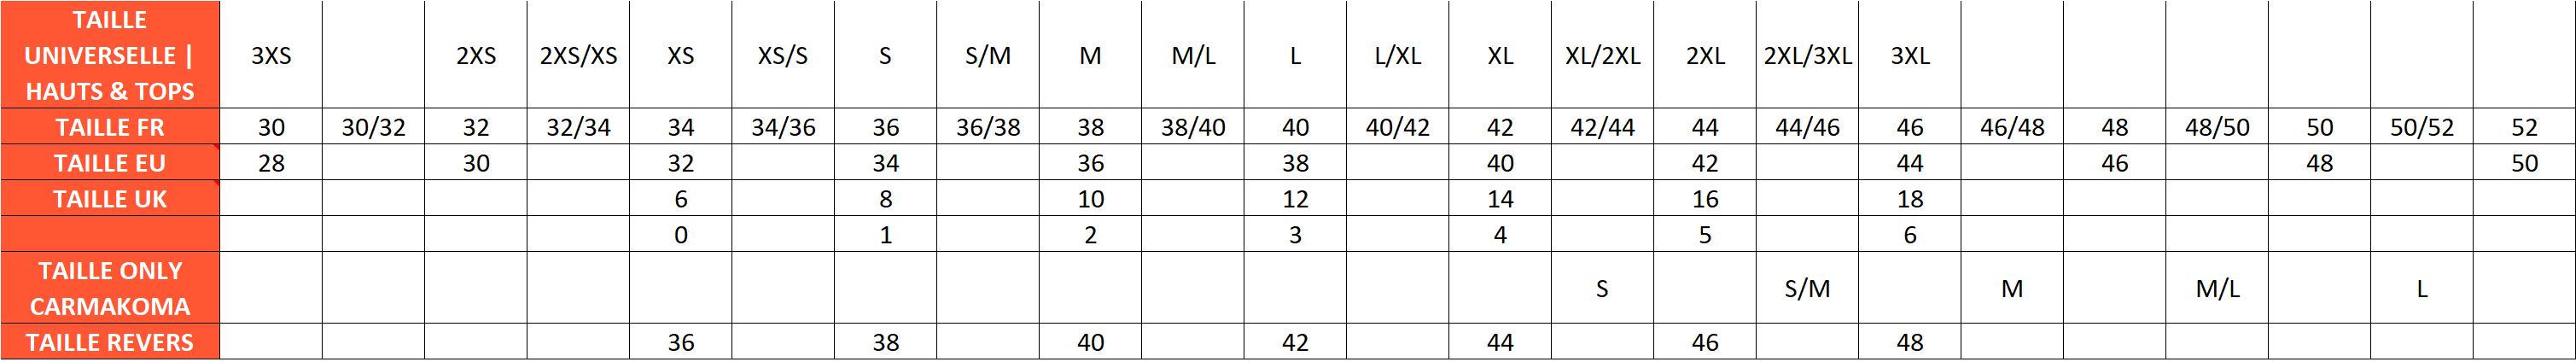 TAILLE
UNIVERSELLE |
HAUTS & TOPS
3XS 2XS 2XS/XS XS XS/S S S/M M M/L L L/XL XL XL/2XL 2XL 2XL/3XL 3XL
TAILLE FR 30 30/32 32 32/34 34 34/36 36 36/38 38 38/40 40 40/42 42 42/44 44 44/46 46 46/48 48 48/50 50 50/52 52
TAILLE EU 28 30 32 34 36 38 40 42 44 46 48 50
TAILLE UK 6 8 10 12 14 16 18
0 1 2 3 4 5 6
TAILLE ONLY
CARMAKOMA
S S/M M M/L L
TAILLE REVERS 36 38 40 42 44 46 48